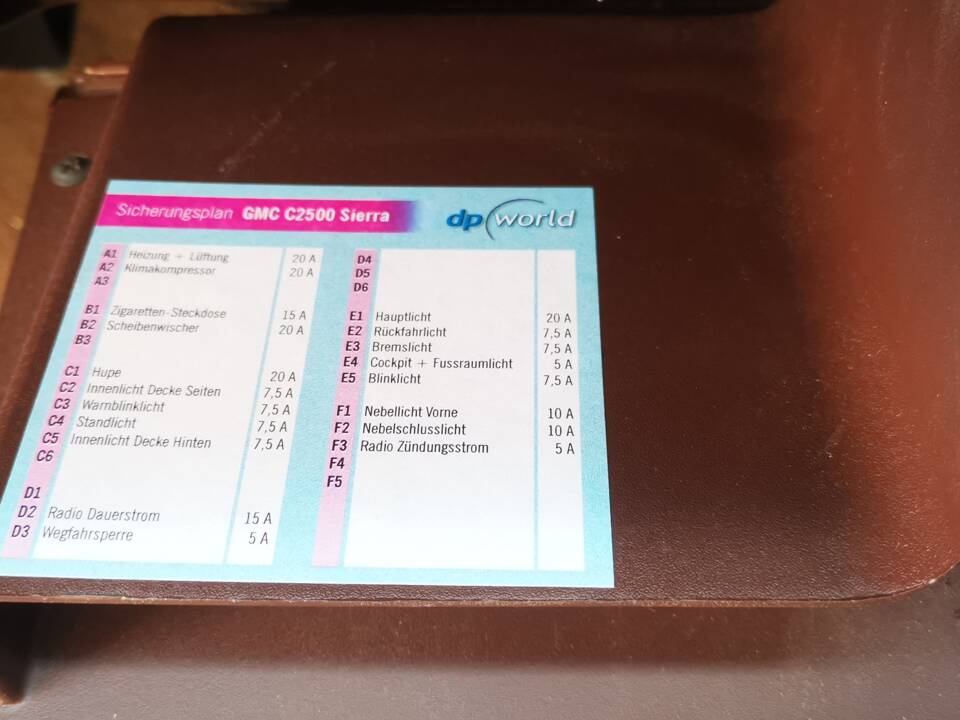 Sicherungsplan GMC C2500 Sierra
dp world
A1 Heizung + Lüftung 20 A
A2 Klimakompressor 20 A
A3
B1 Zigaretten-Steckdose 15 A
B2 Scheibenwischer 20 A
B3
C1 Hupe 20 A
C2 Innenlicht Decke Seiten 7,5 A
C3 Warnblinklicht 7,5 A
C4 Standlicht 7,5 A
C5 Innenlicht Decke Hinten 7,5 A
C6
D1
D2 Radio Dauerstrom 15 A
D3 Wegfahrsperre 5 A
D4
D5
D6
E1 Hauptlicht 20 A
E2 Rückfahrlicht 7,5 A
E3 Bremslicht 7,5 A
E4 Cockpit + Fussraumlicht 5 A
E5 Blinklicht 7,5 A
F1 Nebellicht Vorne 10 A
F2 Nebelschlusslicht 10 A
F3 Radio Zündungsstrom 5 A
F4
F5